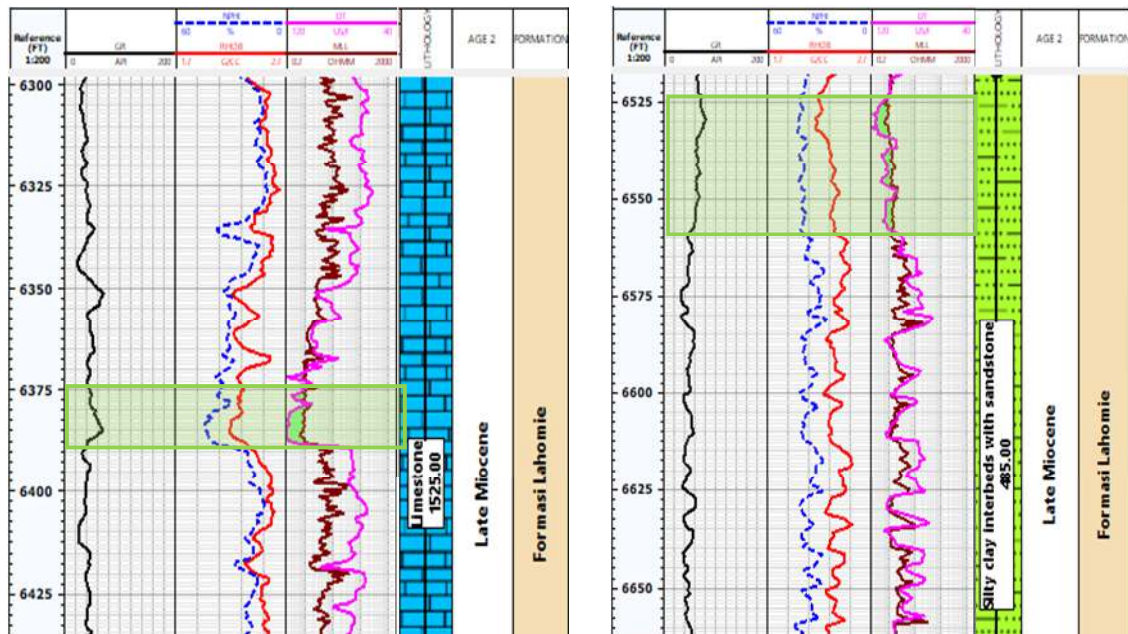 Reference
(FT)
1:200
GR
0 API 200
NPHI
60 % 0
RHOB
1.7 G/CC 2.7
DT
120 US/F 40
MLL
0.2 OHMM 2000
LITHOLOGY
AGE 2
FORMATION
6300
6325
6350
6375
6400
6425
Limestone
1525.00
Late Miocene
Formasi Lahomie
Reference
(FT)
1:200
GR
0 API 200
NPHI
60 % 0
RHOB
1.7 G/CC 2.7
DT
120 US/F 40
MLL
0.2 OHMM 2000
LITHOLOGY
AGE 2
FORMATION
6525
6550
6575
6600
6625
6650
Silty clay interbeds with sandstone
485.00
Late Miocene
Formasi Lahomie